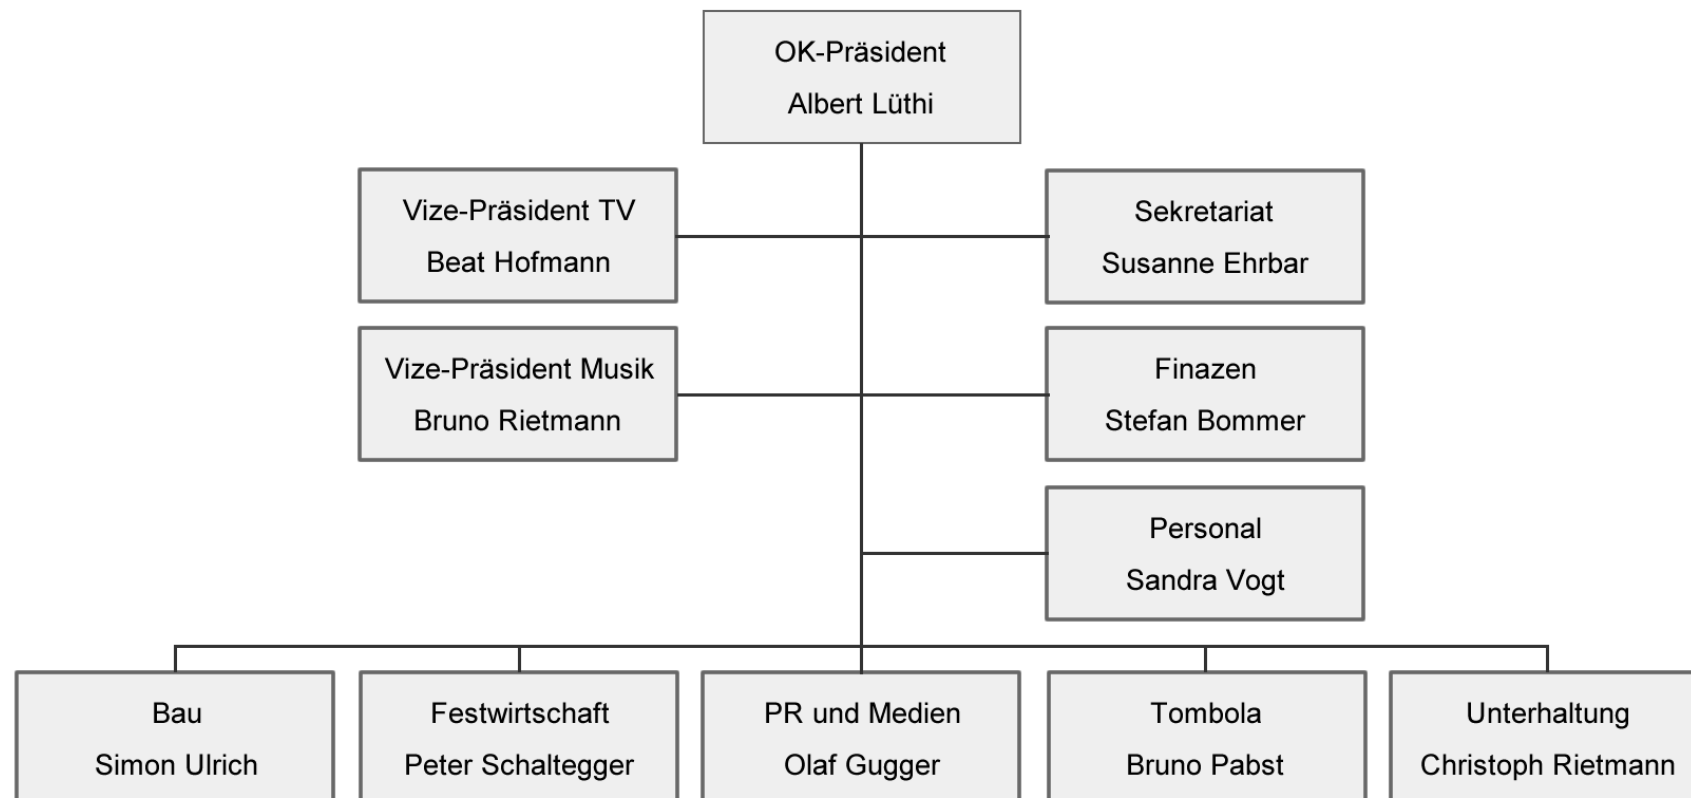 OK-Präsident
Albert Lüthi
Vize-Präsident TV
Beat Hofmann
Sekretariat
Susanne Ehrbar
Vize-Präsident Musik
Bruno Rietmann
Finazen
Stefan Bommer
Personal
Sandra Vogt
Bau
Simon Ulrich
Festwirtschaft
Peter Schaltegger
PR und Medien
Olaf Gugger
Tombola
Bruno Pabst
Unterhaltung
Christoph Rietmann